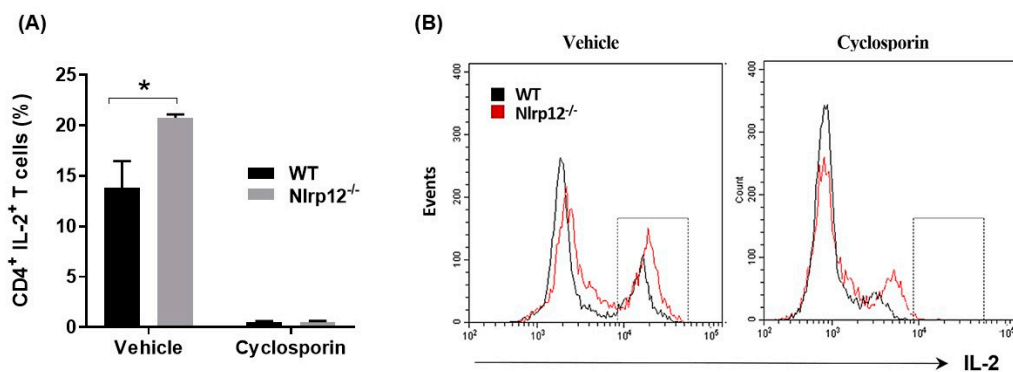 (A)
CD4+ IL-2+ T cells (%)
25
20
15
10
5
0
*
WT
Nlrp12-/-
Vehicle
Cyclosporin
(B)
Vehicle
Events
400
300
200
100
0
WT
Nlrp12-/-
10²
10³
10⁴
10⁵
Cyclosporin
Count
400
300
200
100
0
10²
10³
10⁴
10⁵
IL-2